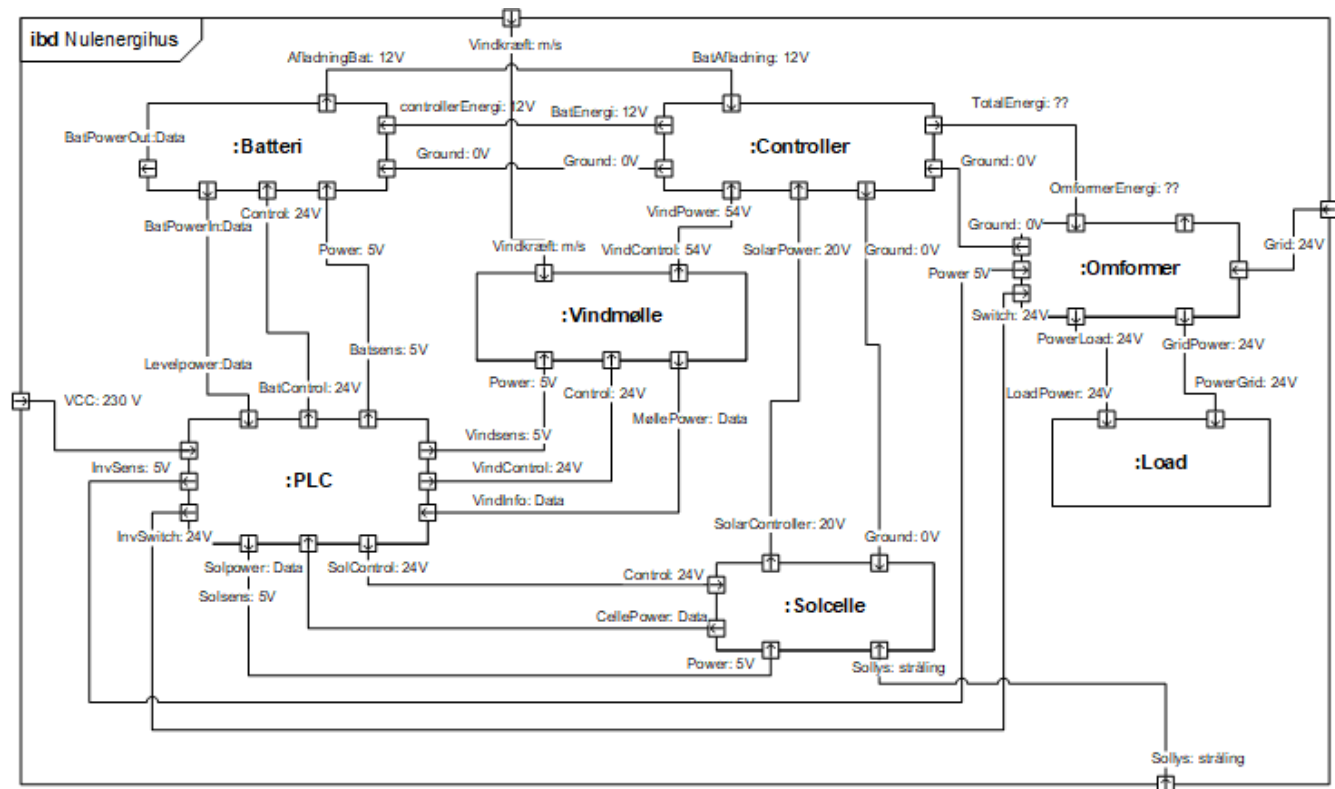 ibd Nulenergihus
Vindkræft: m/s
AfladningBat: 12V
BatAfladning: 12V
controllerEnergi: 12V
BatEnergi: 12V
TotalEnergi: ??
BatPowerOut:Data
:Batteri
:Controller
Ground: 0V
Ground: 0V
Ground: 0V
OmformerEnergi: ??
BatPowerIn:Data
Control: 24V
VindPower: 54V
Ground: 0V
Power: 5V
Vindkræft: m/s
VindControl: 54V
SolarPower: 20V
Ground: 0V
Grid: 24V
:Omformer
Power 5V
:Vindmølle
Switch: 24V
PowerLoad: 24V
GridPower: 24V
Batsens: 5V
Levelpower:Data
BatControl: 24V
Power: 5V
Control: 24V
PowerGrid: 24V
LoadPower: 24V
VCC: 230 V
MøllePower: Data
Vindsens: 5V
InvSens: 5V
:PLC
VindControl: 24V
:Load
VindInfo: Data
InvSwitch: 24V
SolarController: 20V
Ground: 0V
Solpower: Data
SolControl: 24V
Control: 24V
Solsens: 5V
:Solcelle
CellePower: Data
Power: 5V
Sollys: stråling
Sollys: stråling